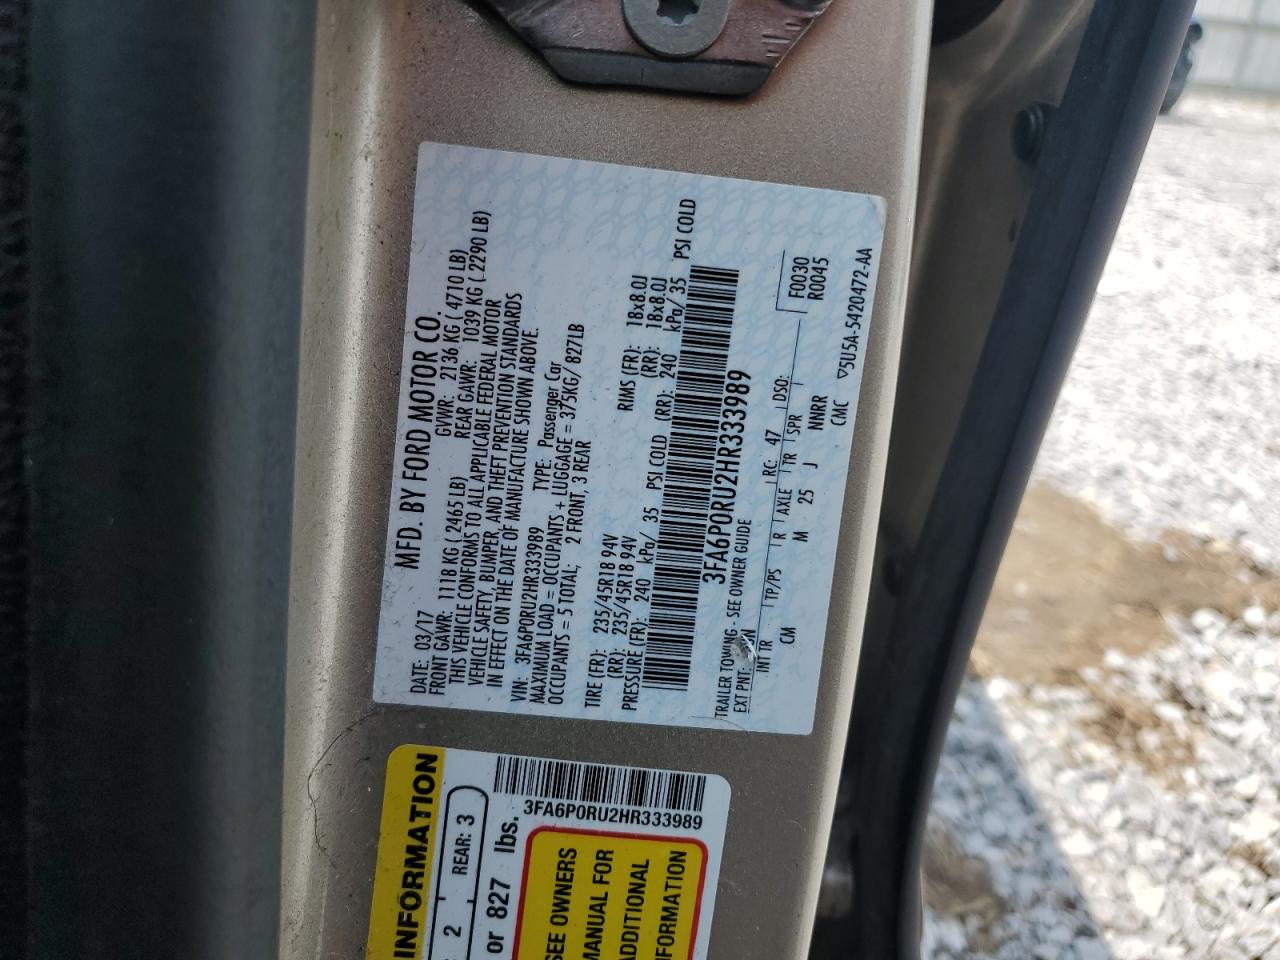 MFD. BY FORD MOTOR CO.
DATE: 03/17 GVWR: 2136 KG ( 4710 LB)
FRONT GAWR: 1118 KG ( 2465 LB) REAR GAWR: 1039 KG ( 2290 LB)
THIS VEHICLE CONFORMS TO ALL APPLICABLE FEDERAL MOTOR
VEHICLE SAFETY, BUMPER, AND THEFT PREVENTION STANDARDS
IN EFFECT ON THE DATE OF MANUFACTURE SHOWN ABOVE.
VIN: 3FA6P0RU2HR333989 TYPE: Passenger Car
MAXIMUM LOAD = OCCUPANTS + LUGGAGE = 375KG/ 827LB
OCCUPANTS = 5 TOTAL; 2 FRONT, 3 REAR
TIRE (FR): 235/45R18 94V RIMS (FR): 18x8.0J
(RR): 235/45R18 94V (RR): 18x8.0J
PRESSURE (FR): 240 kPa/ 35 PSI COLD (RR): 240 kPa/ 35 PSI COLD
3FA6P0RU2HR333989
TRAILER TOWING - SEE OWNER GUIDE
EXT PNT: RC: 47 DSO: F0030
INT TR TP/PS R AXLE TR SPR R0045
CM M 25 J NNRR
CMC ▽5U5A-5420472-AA
INFORMATION
2 REAR: 3
or 827 lbs.
3FA6P0RU2HR333989
SEE OWNERS
MANUAL FOR
ADDITIONAL
INFORMATION